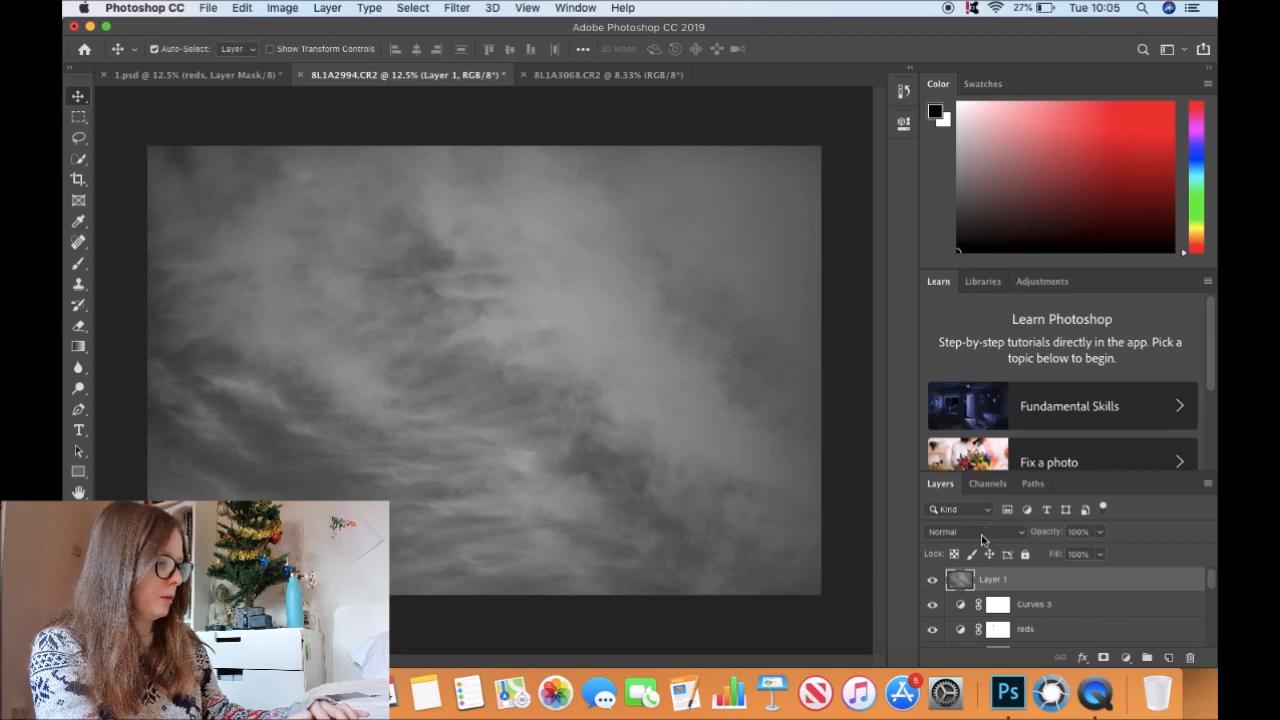 Photoshop CC File Edit Image Layer Type Select Filter 3D View Window Help 27% Tue 10:05
Adobe Photoshop CC 2019
Auto-Select: Layer Show Transform Controls 3D Mode:
1.psd @ 12.5% (reds, Layer Mask/8) * 8L1A2994.CR2 @ 12.5% (Layer 1, RGB/8*) * 8L1A3068.CR2 @ 8.33% (RGB/8*)
Color Swatches
Learn Libraries Adjustments
Learn Photoshop
Step-by-step tutorials directly in the app. Pick a
topic below to begin.
Fundamental Skills
Fix a photo
Layers Channels Paths
Kind
Normal Opacity: 100%
Lock: Fill: 100%
Layer 1
Curves 3
reds
5
Ps